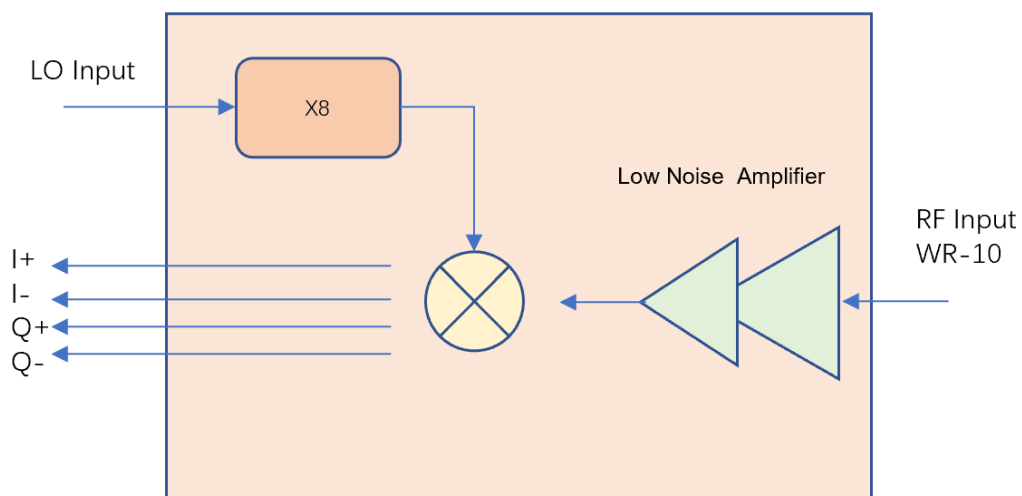 LO Input
X8
Low Noise  Amplifier
RF Input
WR-10
I+
I-
Q+
Q-